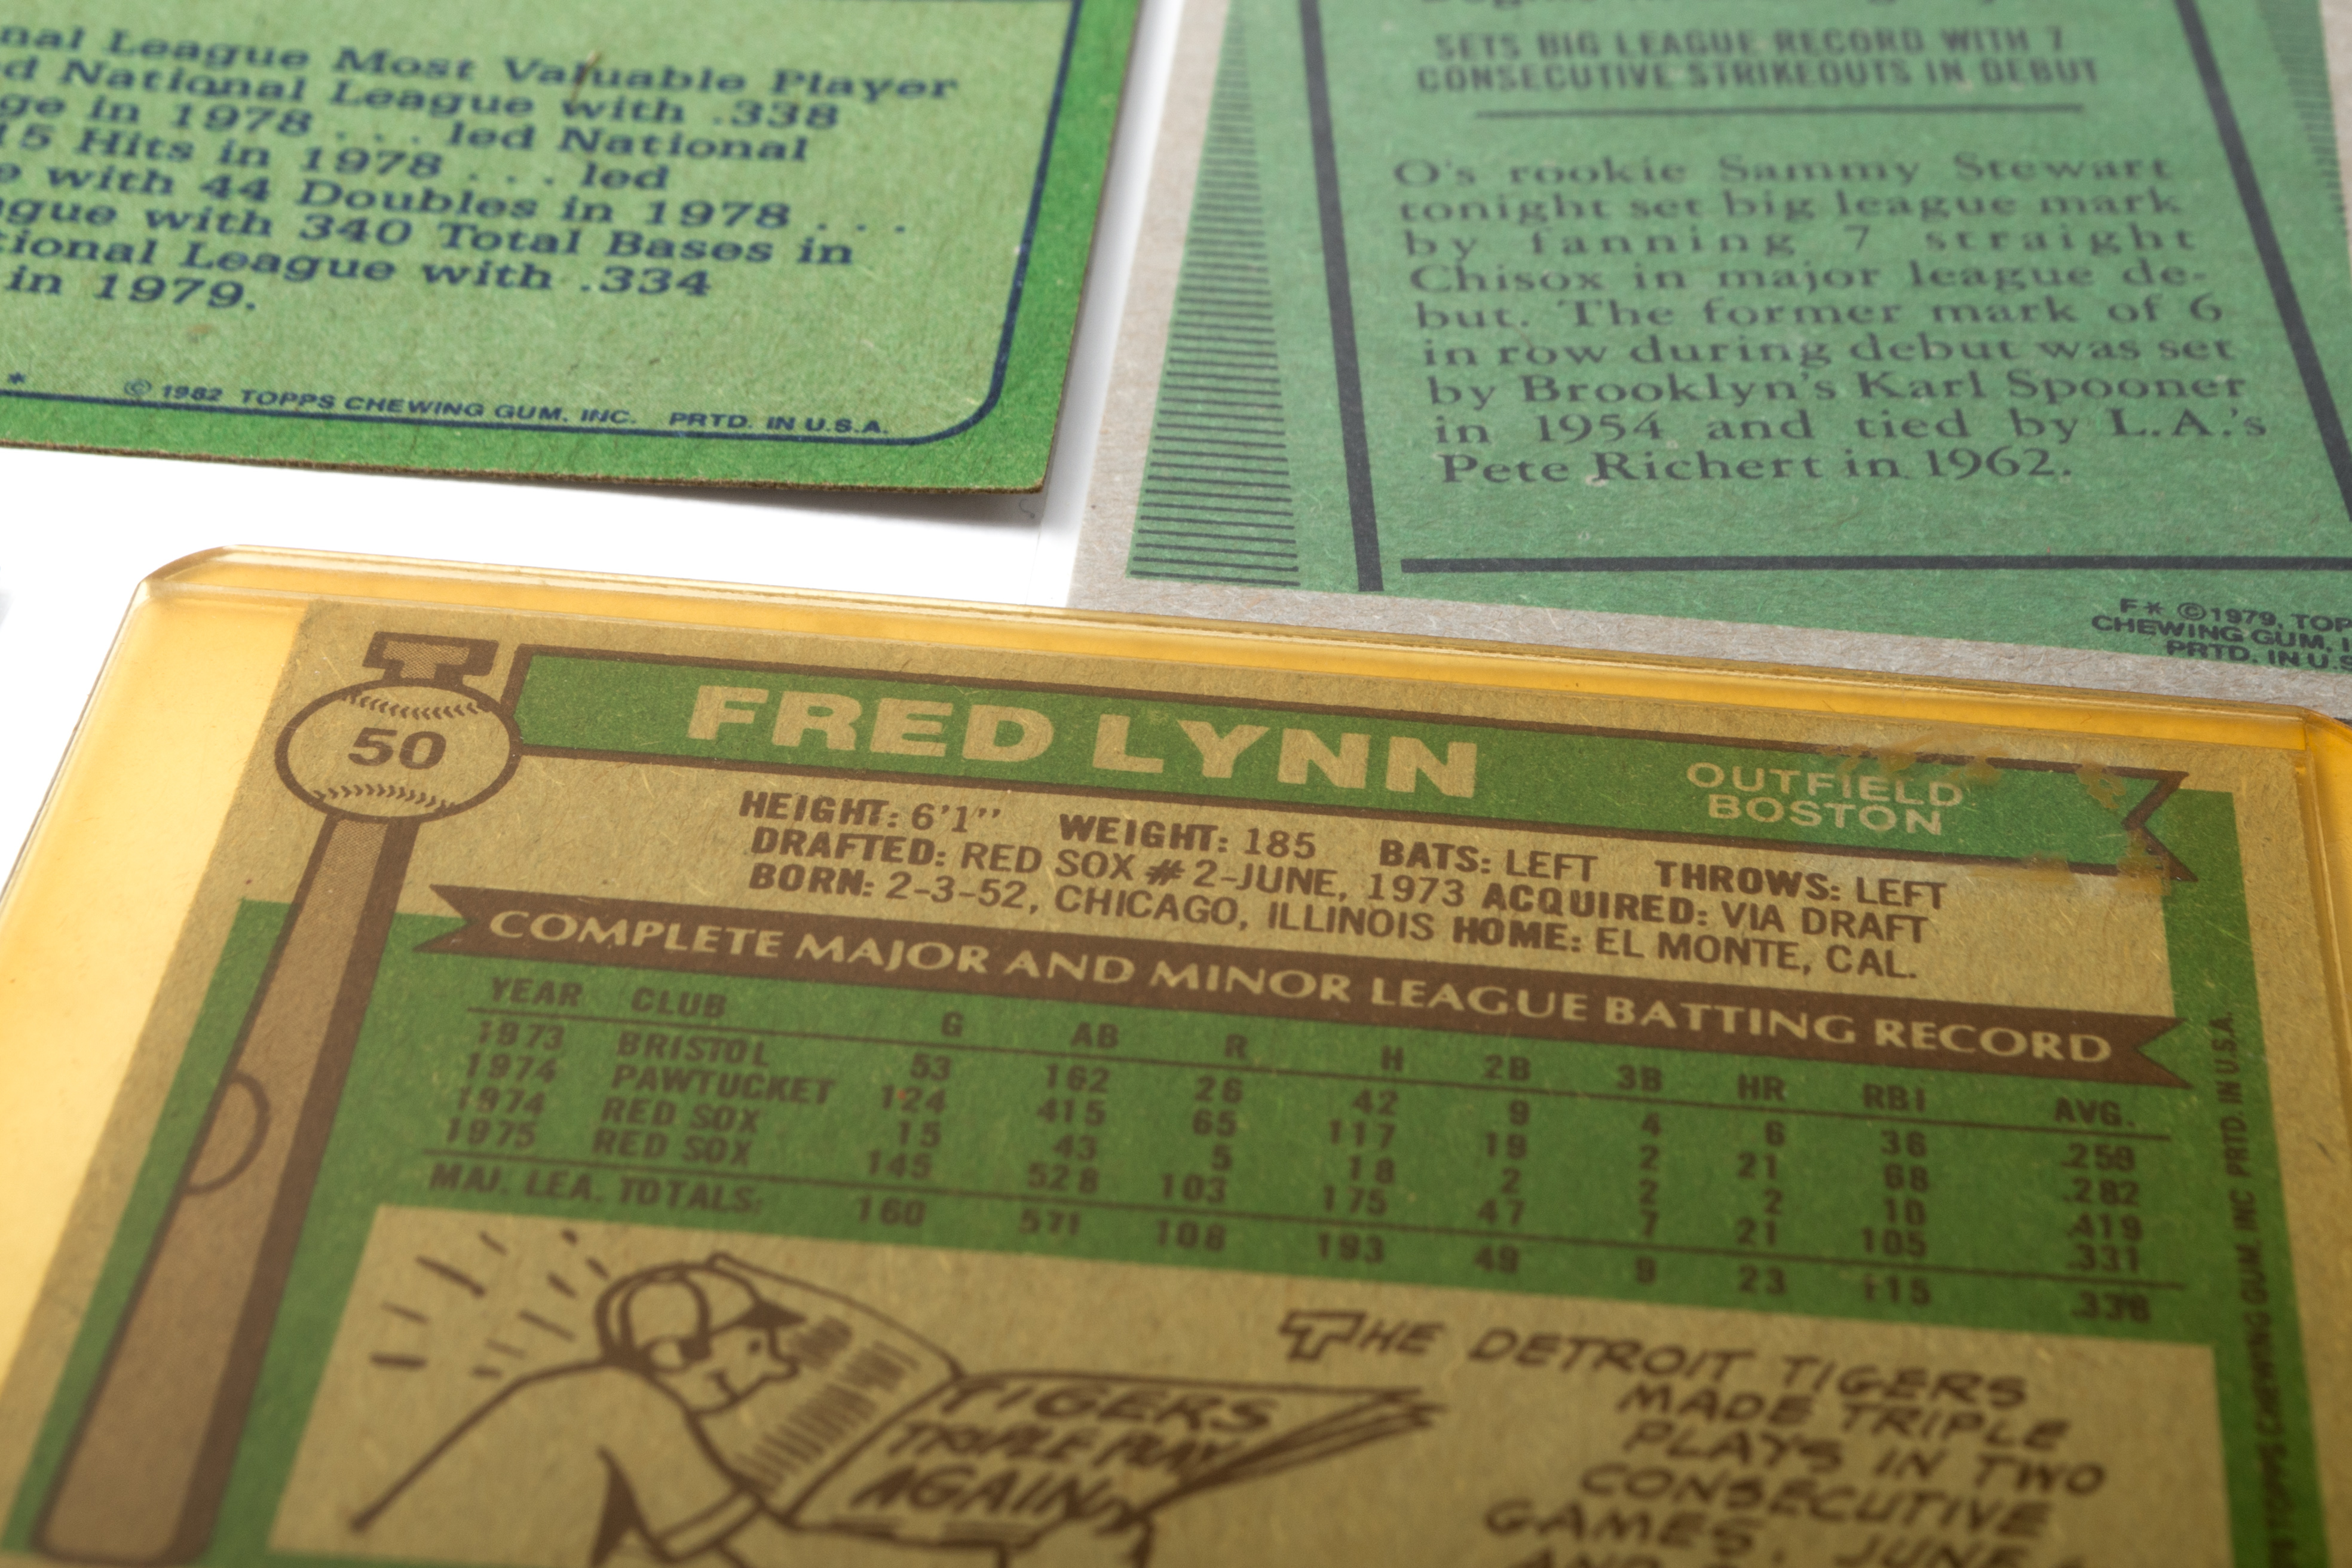 nal League Most Valuable Player
d National League with .338
ge in 1978 . . . led National
15 Hits in 1978 . . . led
e with 44 Doubles in 1978 . . .
gue with 340 Total Bases in
tional League with .334
in 1979.
* © 1982 TOPPS CHEWING GUM, INC. PRTD. IN U.S.A.
SETS BIG LEAGUE RECORD WITH 7
CONSECUTIVE STRIKEOUTS IN DEBUT
O's rookie Sammy Stewart
tonight set big league mark
by fanning 7 straight
Chisox in major league de-
but. The former mark of 6
in row during debut was set
by Brooklyn's Karl Spooner
in 1954 and tied by L.A.'s
Pete Richert in 1962.
F* ©1979, TOP
CHEWING GUM, I
PRTD. IN U.S
50
FRED LYNN
OUTFIELD
BOSTON
HEIGHT: 6'1" WEIGHT: 185 BATS: LEFT THROWS: LEFT
DRAFTED: RED SOX #2-JUNE, 1973 ACQUIRED: VIA DRAFT
BORN: 2-3-52, CHICAGO, ILLINOIS HOME: EL MONTE, CAL.
COMPLETE MAJOR AND MINOR LEAGUE BATTING RECORD
YEAR CLUB G AB R H 2B 3B HR RBI AVG.
1973 BRISTOL 53 162 26 42 9 4 6 36 .259
1974 PAWTUCKET 124 415 65 117 19 2 21 68 .282
1974 RED SOX 15 43 5 18 2 2 2 10 .419
1975 RED SOX 145 528 103 175 47 7 21 105 .331
MAJ. LEA. TOTALS: 160 571 108 193 49 9 23 115 .338
TIGERS
TRIPLE PLAY
AGAIN
THE DETROIT TIGERS
MADE TRIPLE
PLAYS IN TWO
CONSECUTIVE
GAMES, JUNE
TOPPS CHEWING GUM, INC. PRTD. IN U.S.A.